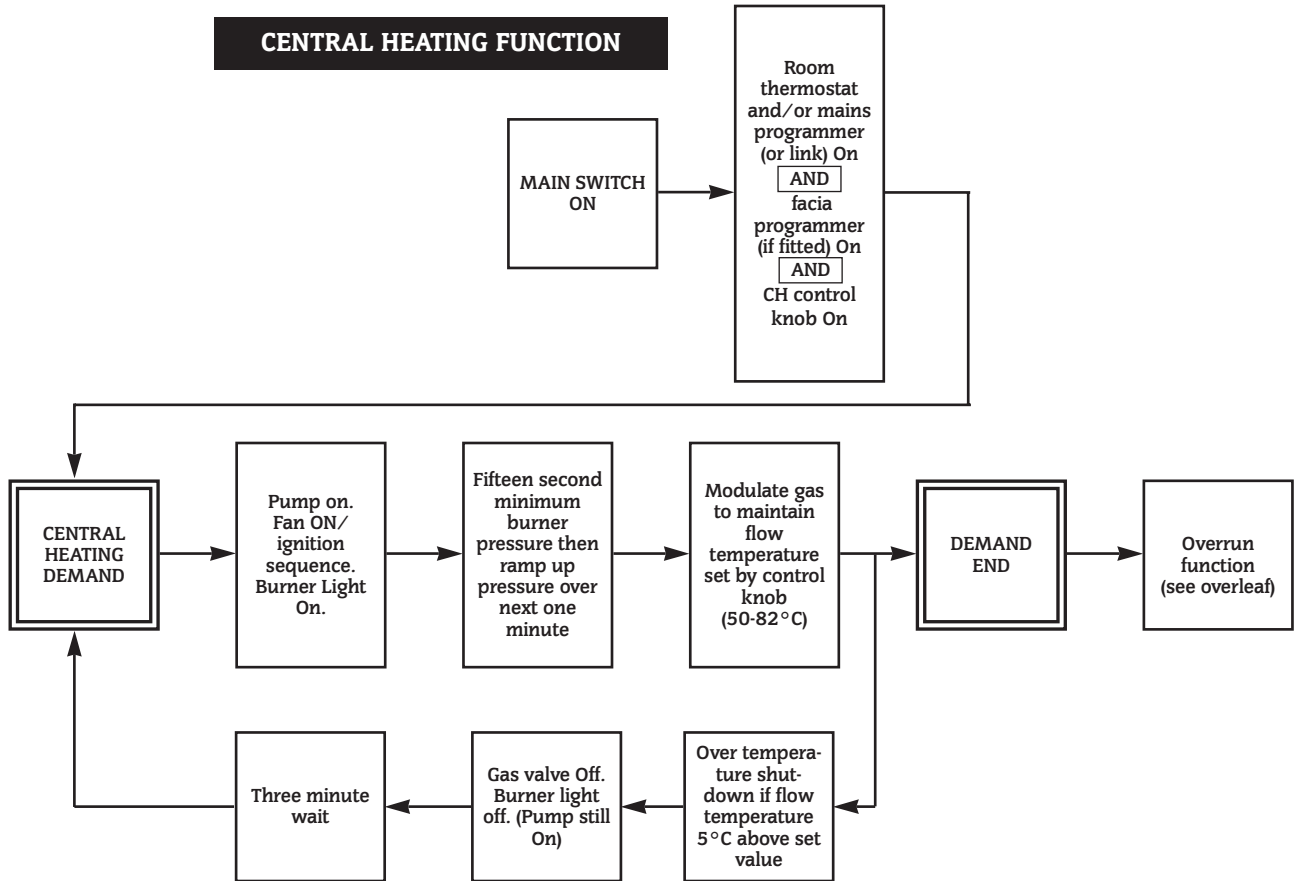 CENTRAL HEATING FUNCTION
MAIN SWITCH
ON
Room
thermostat
and/or mains
programmer
(or link) On
AND
facia
programmer
(if fitted) On
AND
CH control
knob On
CENTRAL
HEATING
DEMAND
Pump on.
Fan ON/
ignition
sequence.
Burner Light
On.
Fifteen second
minimum
burner
pressure then
ramp up
pressure over
next one
minute
Modulate gas
to maintain
flow
temperature
set by control
knob
(50-82°C)
DEMAND
END
Overrun
function
(see overleaf)
Three minute
wait
Gas valve Off.
Burner light
off. (Pump still
On)
Over tempera-
ture shut-
down if flow
temperature
5°C above set
value